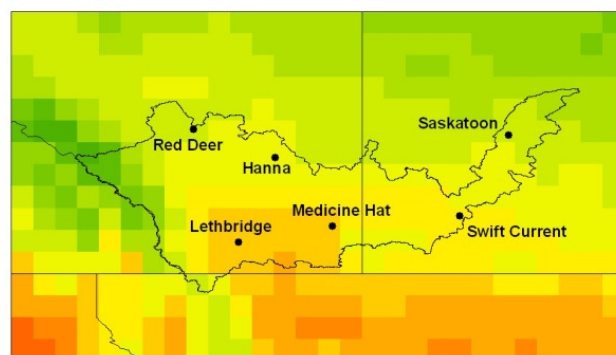 Saskatoon
Red Deer
Hanna
Medicine Hat
Lethbridge
Swift Current